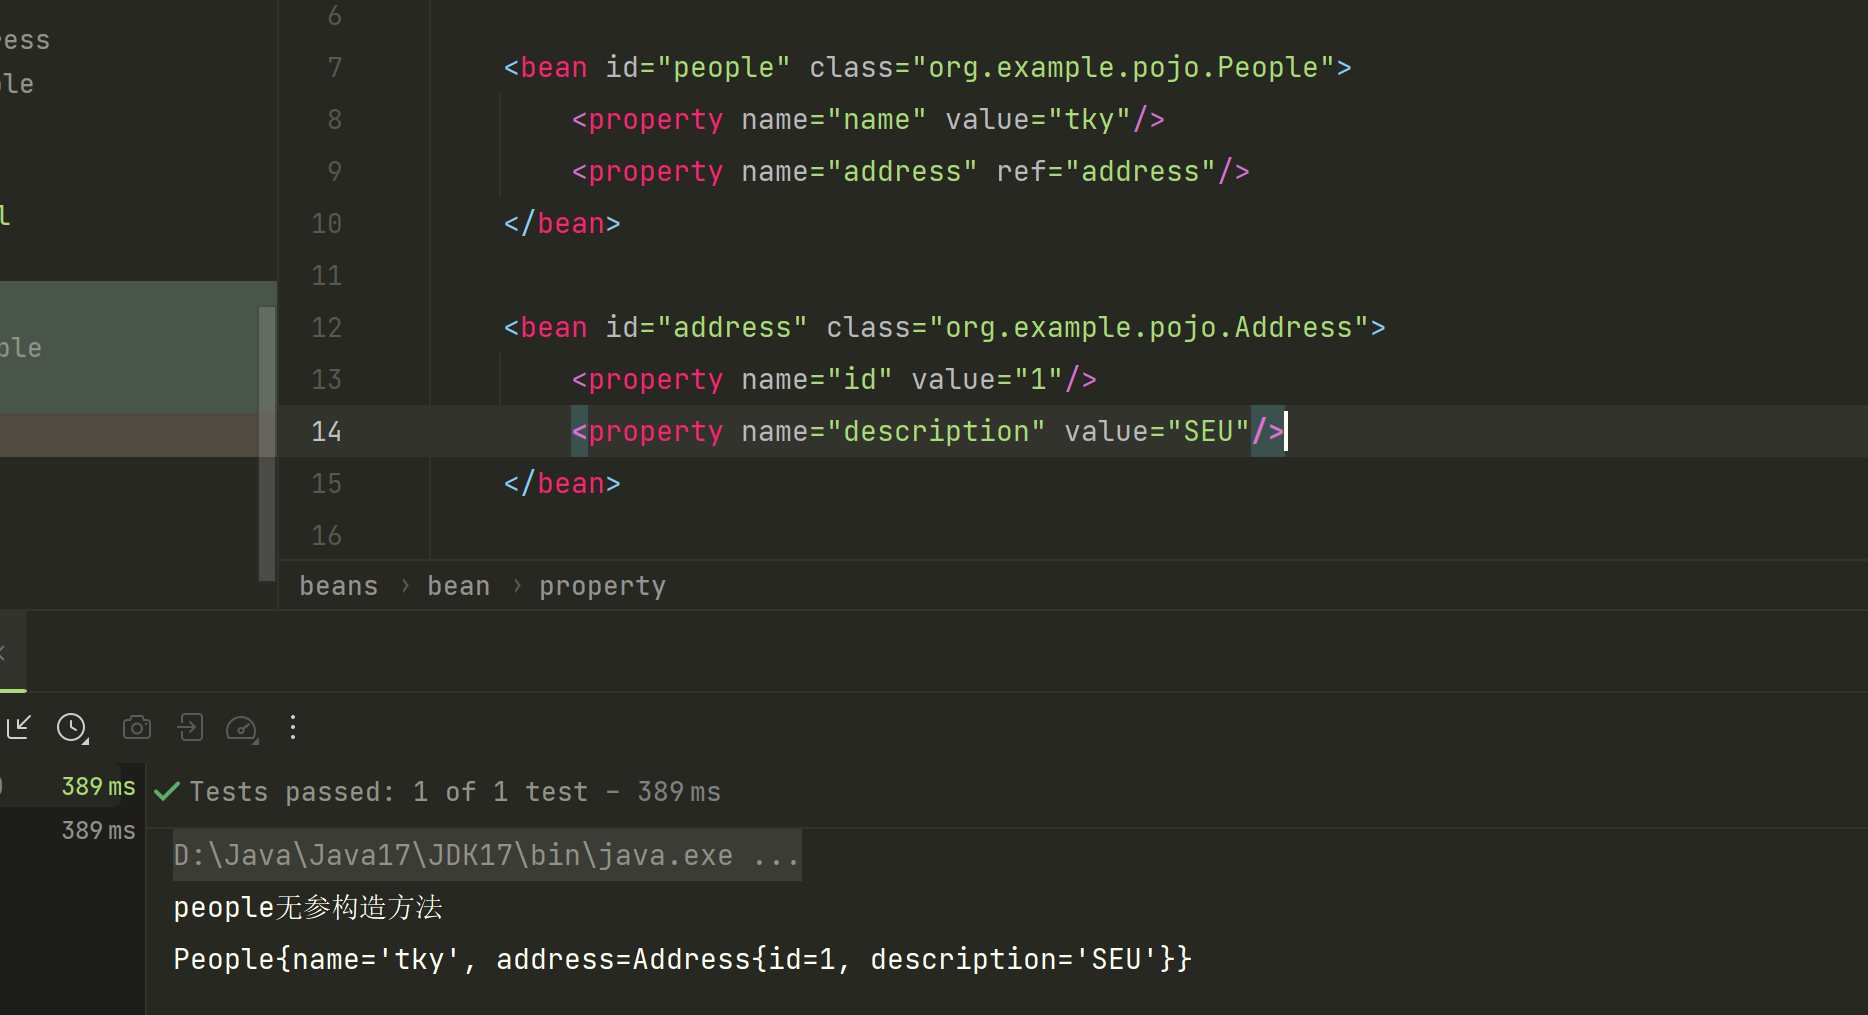 ress
ple
l
ple
6
7 <bean id="people" class="org.example.pojo.People">
8 <property name="name" value="tky"/>
9 <property name="address" ref="address"/>
10 </bean>
11
12 <bean id="address" class="org.example.pojo.Address">
13 <property name="id" value="1"/>
14 <property name="description" value="SEU"/>
15 </bean>
16
beans › bean › property
389 ms
389 ms
Tests passed: 1 of 1 test – 389 ms
D:\Java\Java17\JDK17\bin\java.exe ...
people无参构造方法
People{name='tky', address=Address{id=1, description='SEU'}}